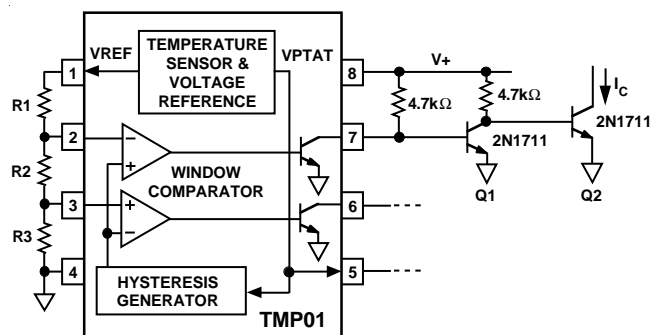 TEMPERATURE
SENSOR &
VOLTAGE
REFERENCE
VREF
VPTAT
1
2
3
4
R1
R2
R3
WINDOW
COMPARATOR
HYSTERESIS
GENERATOR
TMP01
8
7
6
5
V+
4.7kΩ
4.7kΩ
2N1711
2N1711
IC
Q1
Q2